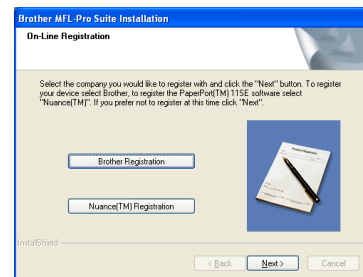 Brother MFL-Pro Suite Installation
On-Line Registration
Select the company you would like to register with and click the "Next" button. To register
your device select Brother, to register the PaperPort(TM) 11SE software select
"Nuance(TM)". If you prefer not to register at this time click "Next".
Product Registration
Brother Registration
Nuance(TM) Registration
InstallShield
< Back
Next >
Cancel